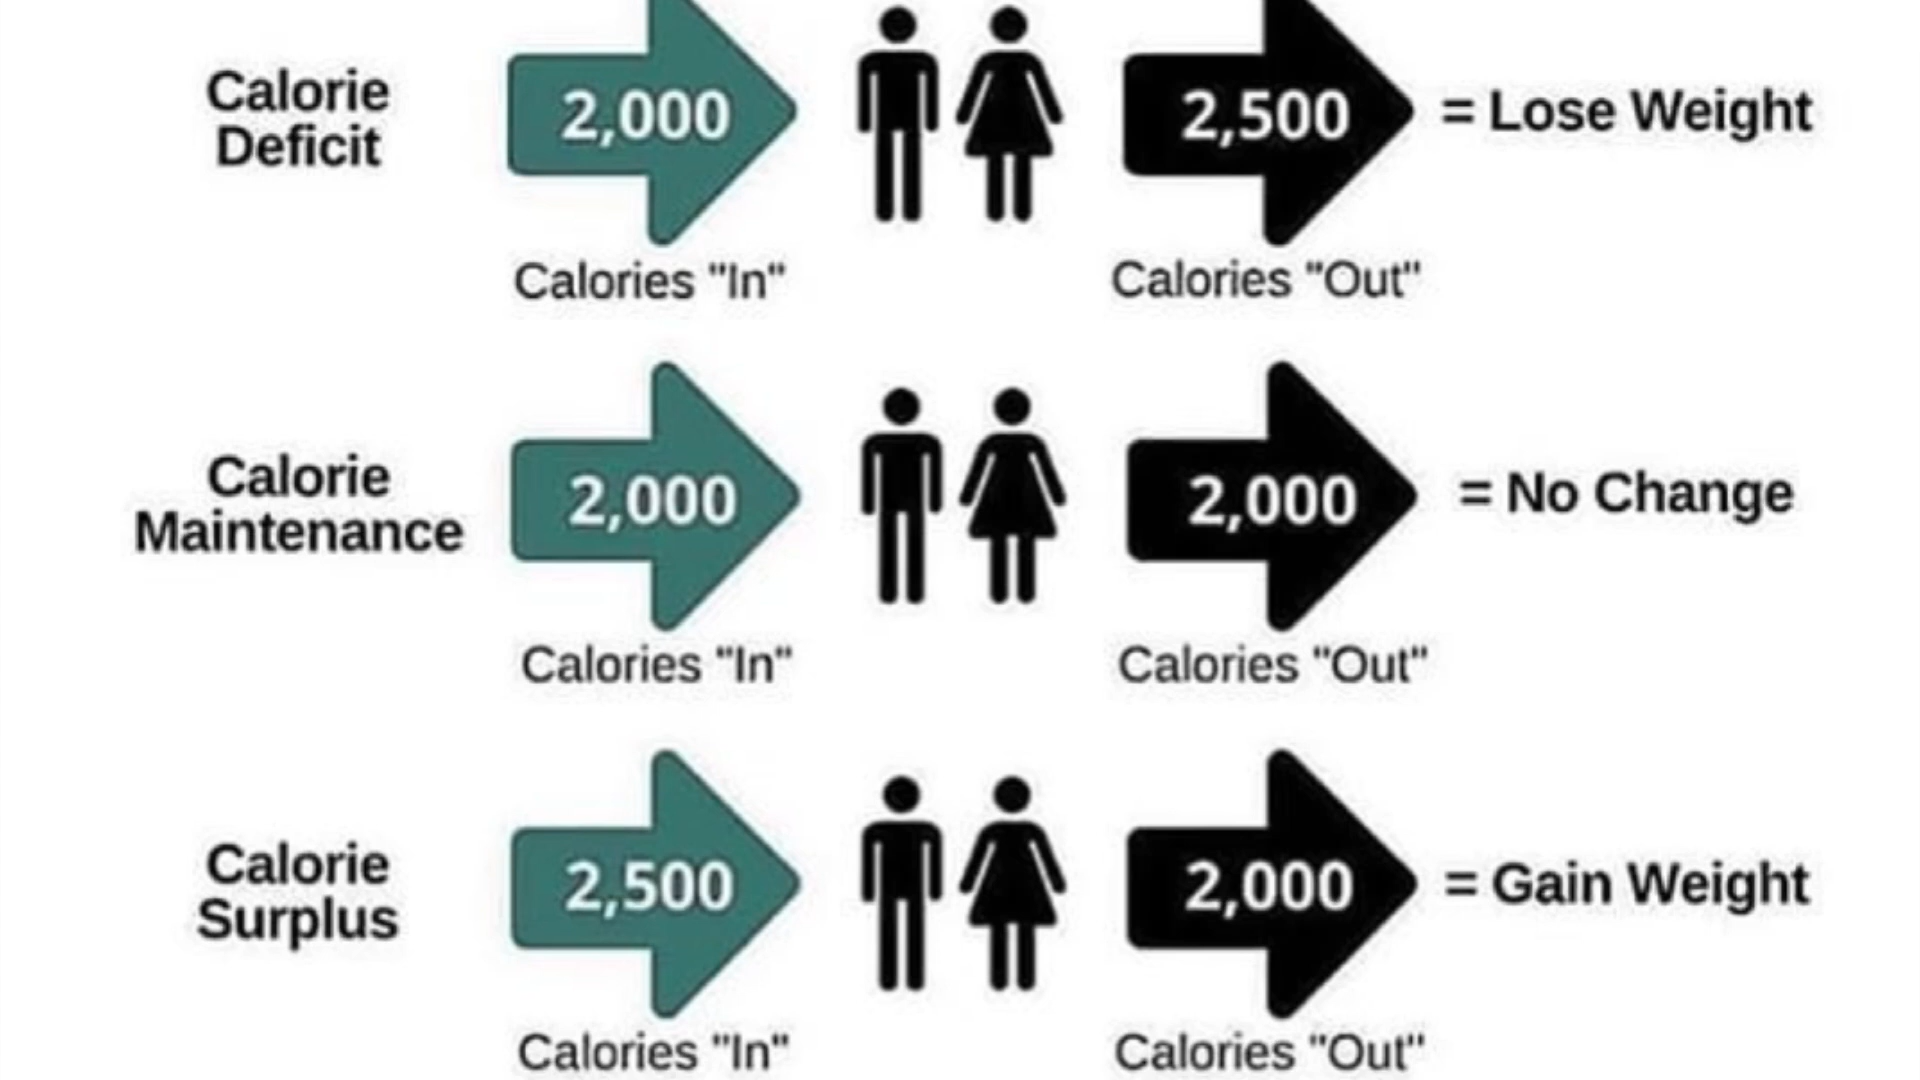 Calorie
Deficit
2,000
2,500
= Lose Weight
Calories "In"
Calories "Out"
Calorie
Maintenance
2,000
2,000
= No Change
Calories "In"
Calories "Out"
Calorie
Surplus
2,500
2,000
= Gain Weight
Calories "In"
Calories "Out"